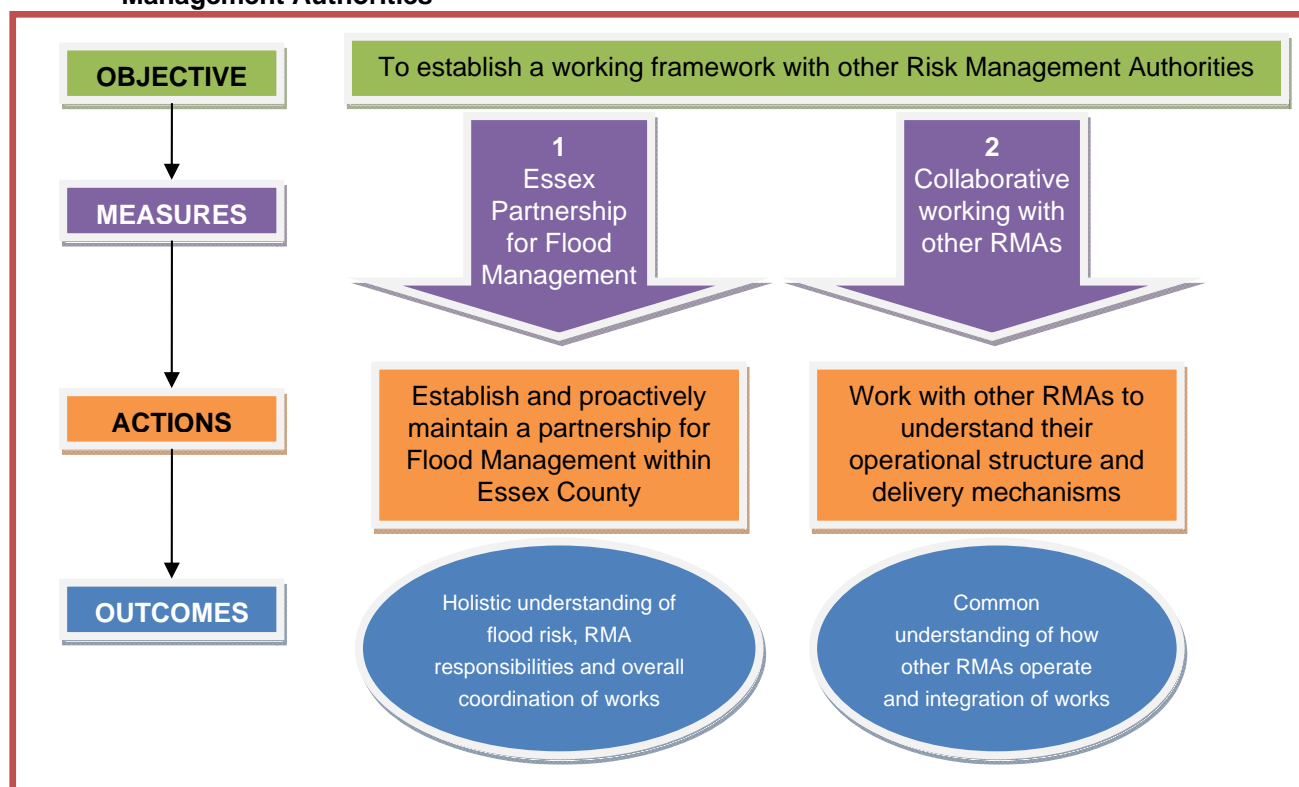 Management Authorities
OBJECTIVE
To establish a working framework with other Risk Management Authorities
MEASURES
1
Essex
Partnership
for Flood
Management
2
Collaborative
working with
other RMAs
ACTIONS
Establish and proactively
maintain a partnership for
Flood Management within
Essex County
Work with other RMAs to
understand their
operational structure and
delivery mechanisms
OUTCOMES
Holistic understanding of
flood risk, RMA
responsibilities and overall
coordination of works
Common
understanding of how
other RMAs operate
and integration of works